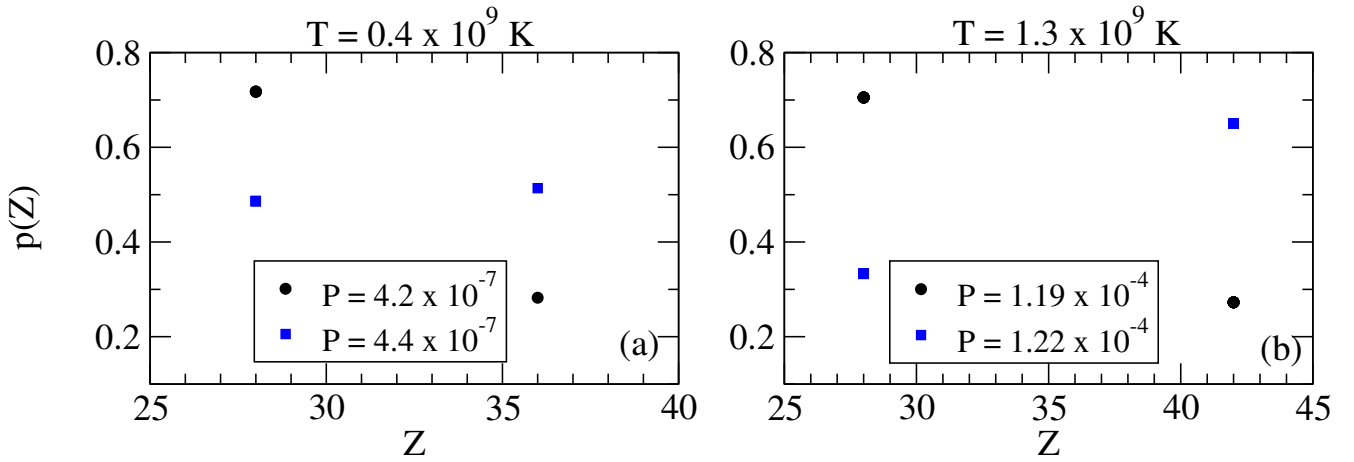 T = 0.4 x 10^9 K
p(Z)
0.8
0.6
0.4
0.2
P = 4.2 x 10^-7
P = 4.4 x 10^-7
(a)
25 30 35 40
Z
T = 1.3 x 10^9 K
0.8
0.6
0.4
0.2
P = 1.19 x 10^-4
P = 1.22 x 10^-4
(b)
25 30 35 40 45
Z